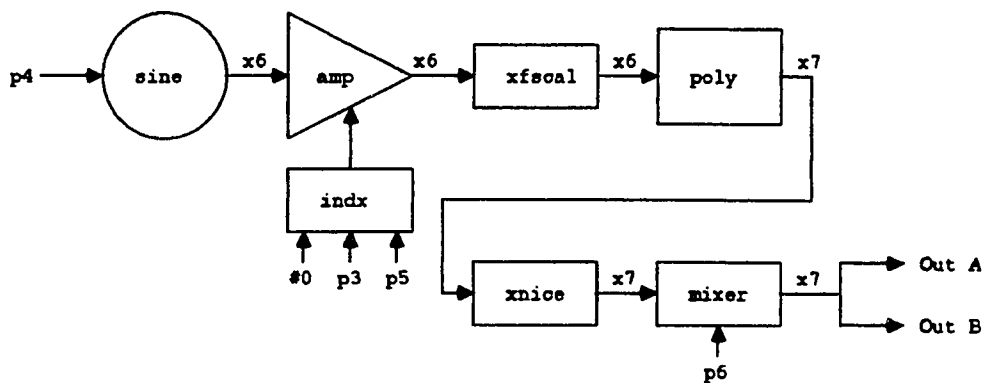 p4
sine
x6
amp
x6
xfscal
x6
poly
x7
indx
#0
p3
p5
xnice
x7
mixer
x7
p6
Out A
Out B